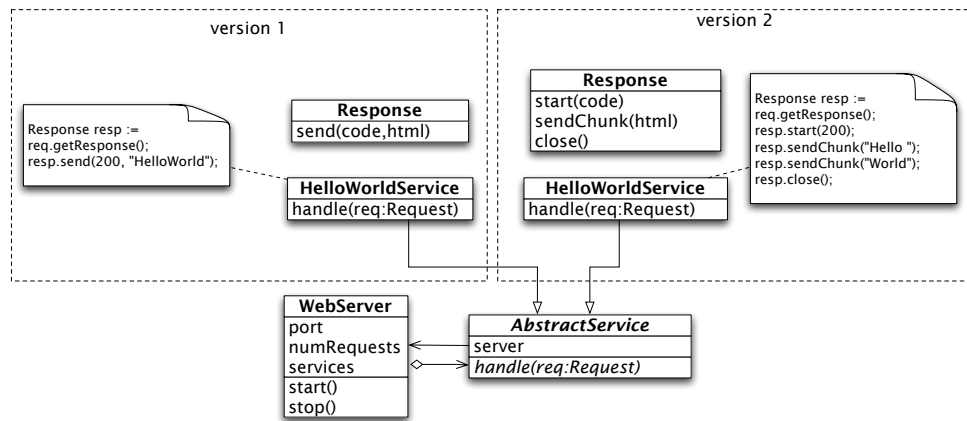 version 1
Response resp :=
req.getResponse();
resp.send(200, "HelloWorld");
Response
send(code,html)
HelloWorldService
handle(req:Request)
version 2
Response
start(code)
sendChunk(html)
close()
Response resp :=
req.getResponse();
resp.start(200);
resp.sendChunk("Hello ");
resp.sendChunk("World");
resp.close();
HelloWorldService
handle(req:Request)
WebServer
port
numRequests
services
start()
stop()
AbstractService
server
handle(req:Request)